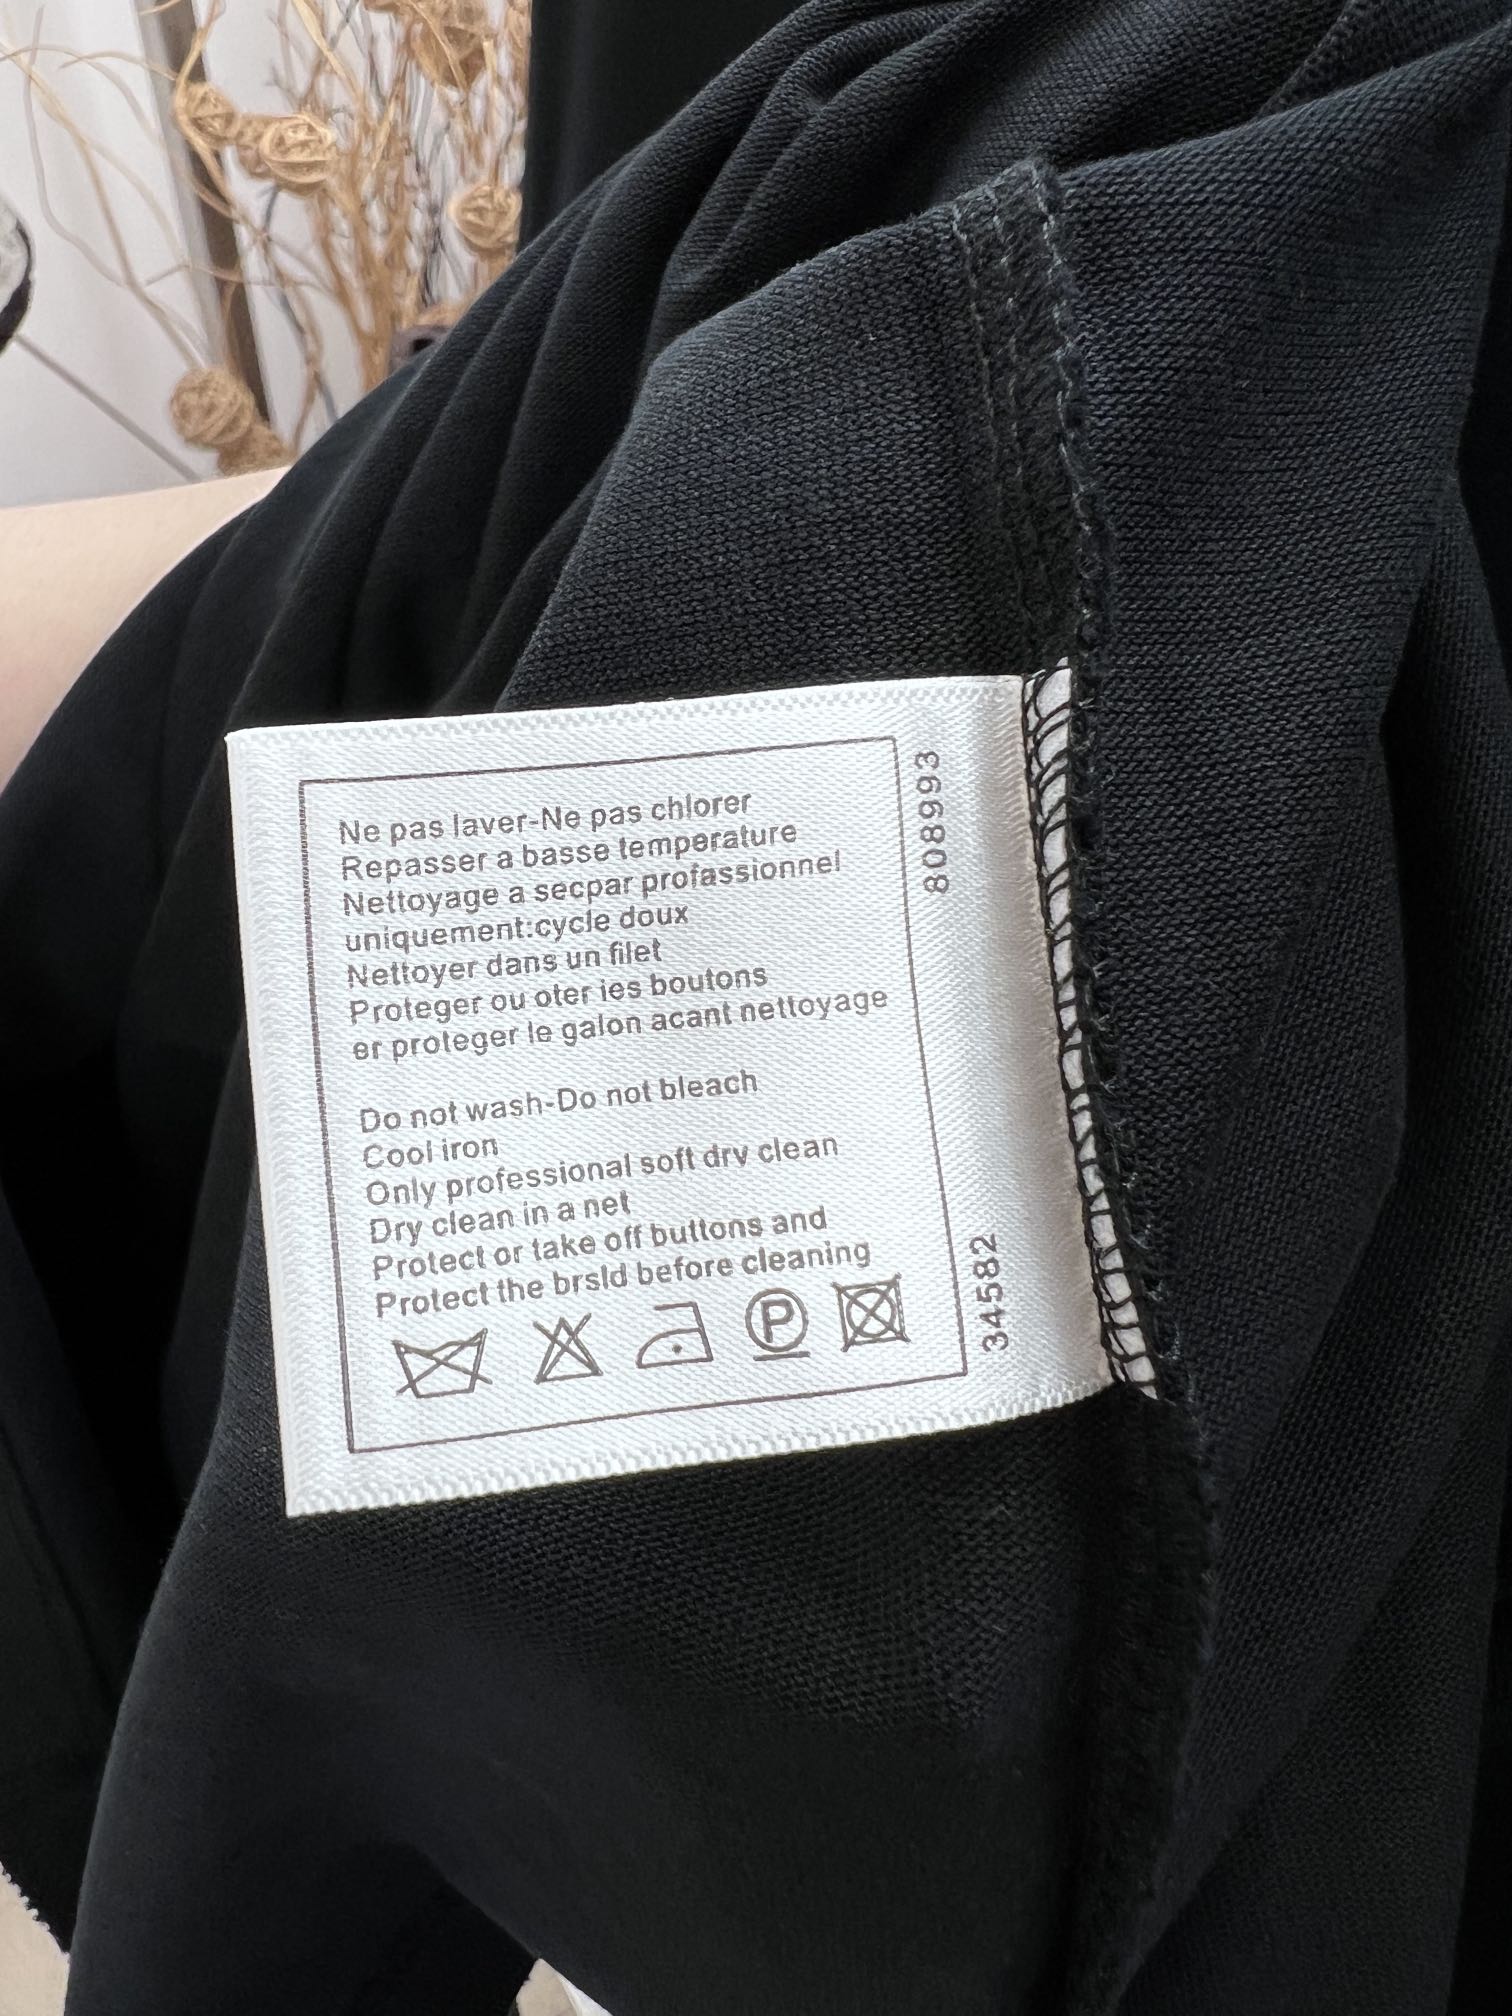 Ne pas laver-Ne pas chlorer
Repasser a basse temperature
Nettoyage a secpar profassionnel
uniquement:cycle doux
Nettoyer dans un filet
Proteger ou oter ies boutons
er proteger le galon acant nettoyage
Do not wash-Do not bleach
Cool iron
Only professional soft drv clean
Dry clean in a net
Protect or take off buttons and
Protect the brsld before cleaning
P
808993
34582